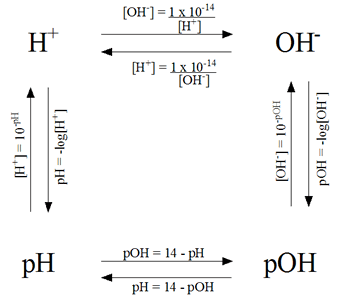 [OH-] = 1 x 10-14
[H+]
H+
OH-
[H+] = 1 x 10-14
[OH-]
[H+] = 10-pH
pH = -log[H+]
[OH-] = 10-pOH
pOH = -log[OH-]
pOH = 14 - pH
pH
pOH
pH = 14 - pOH